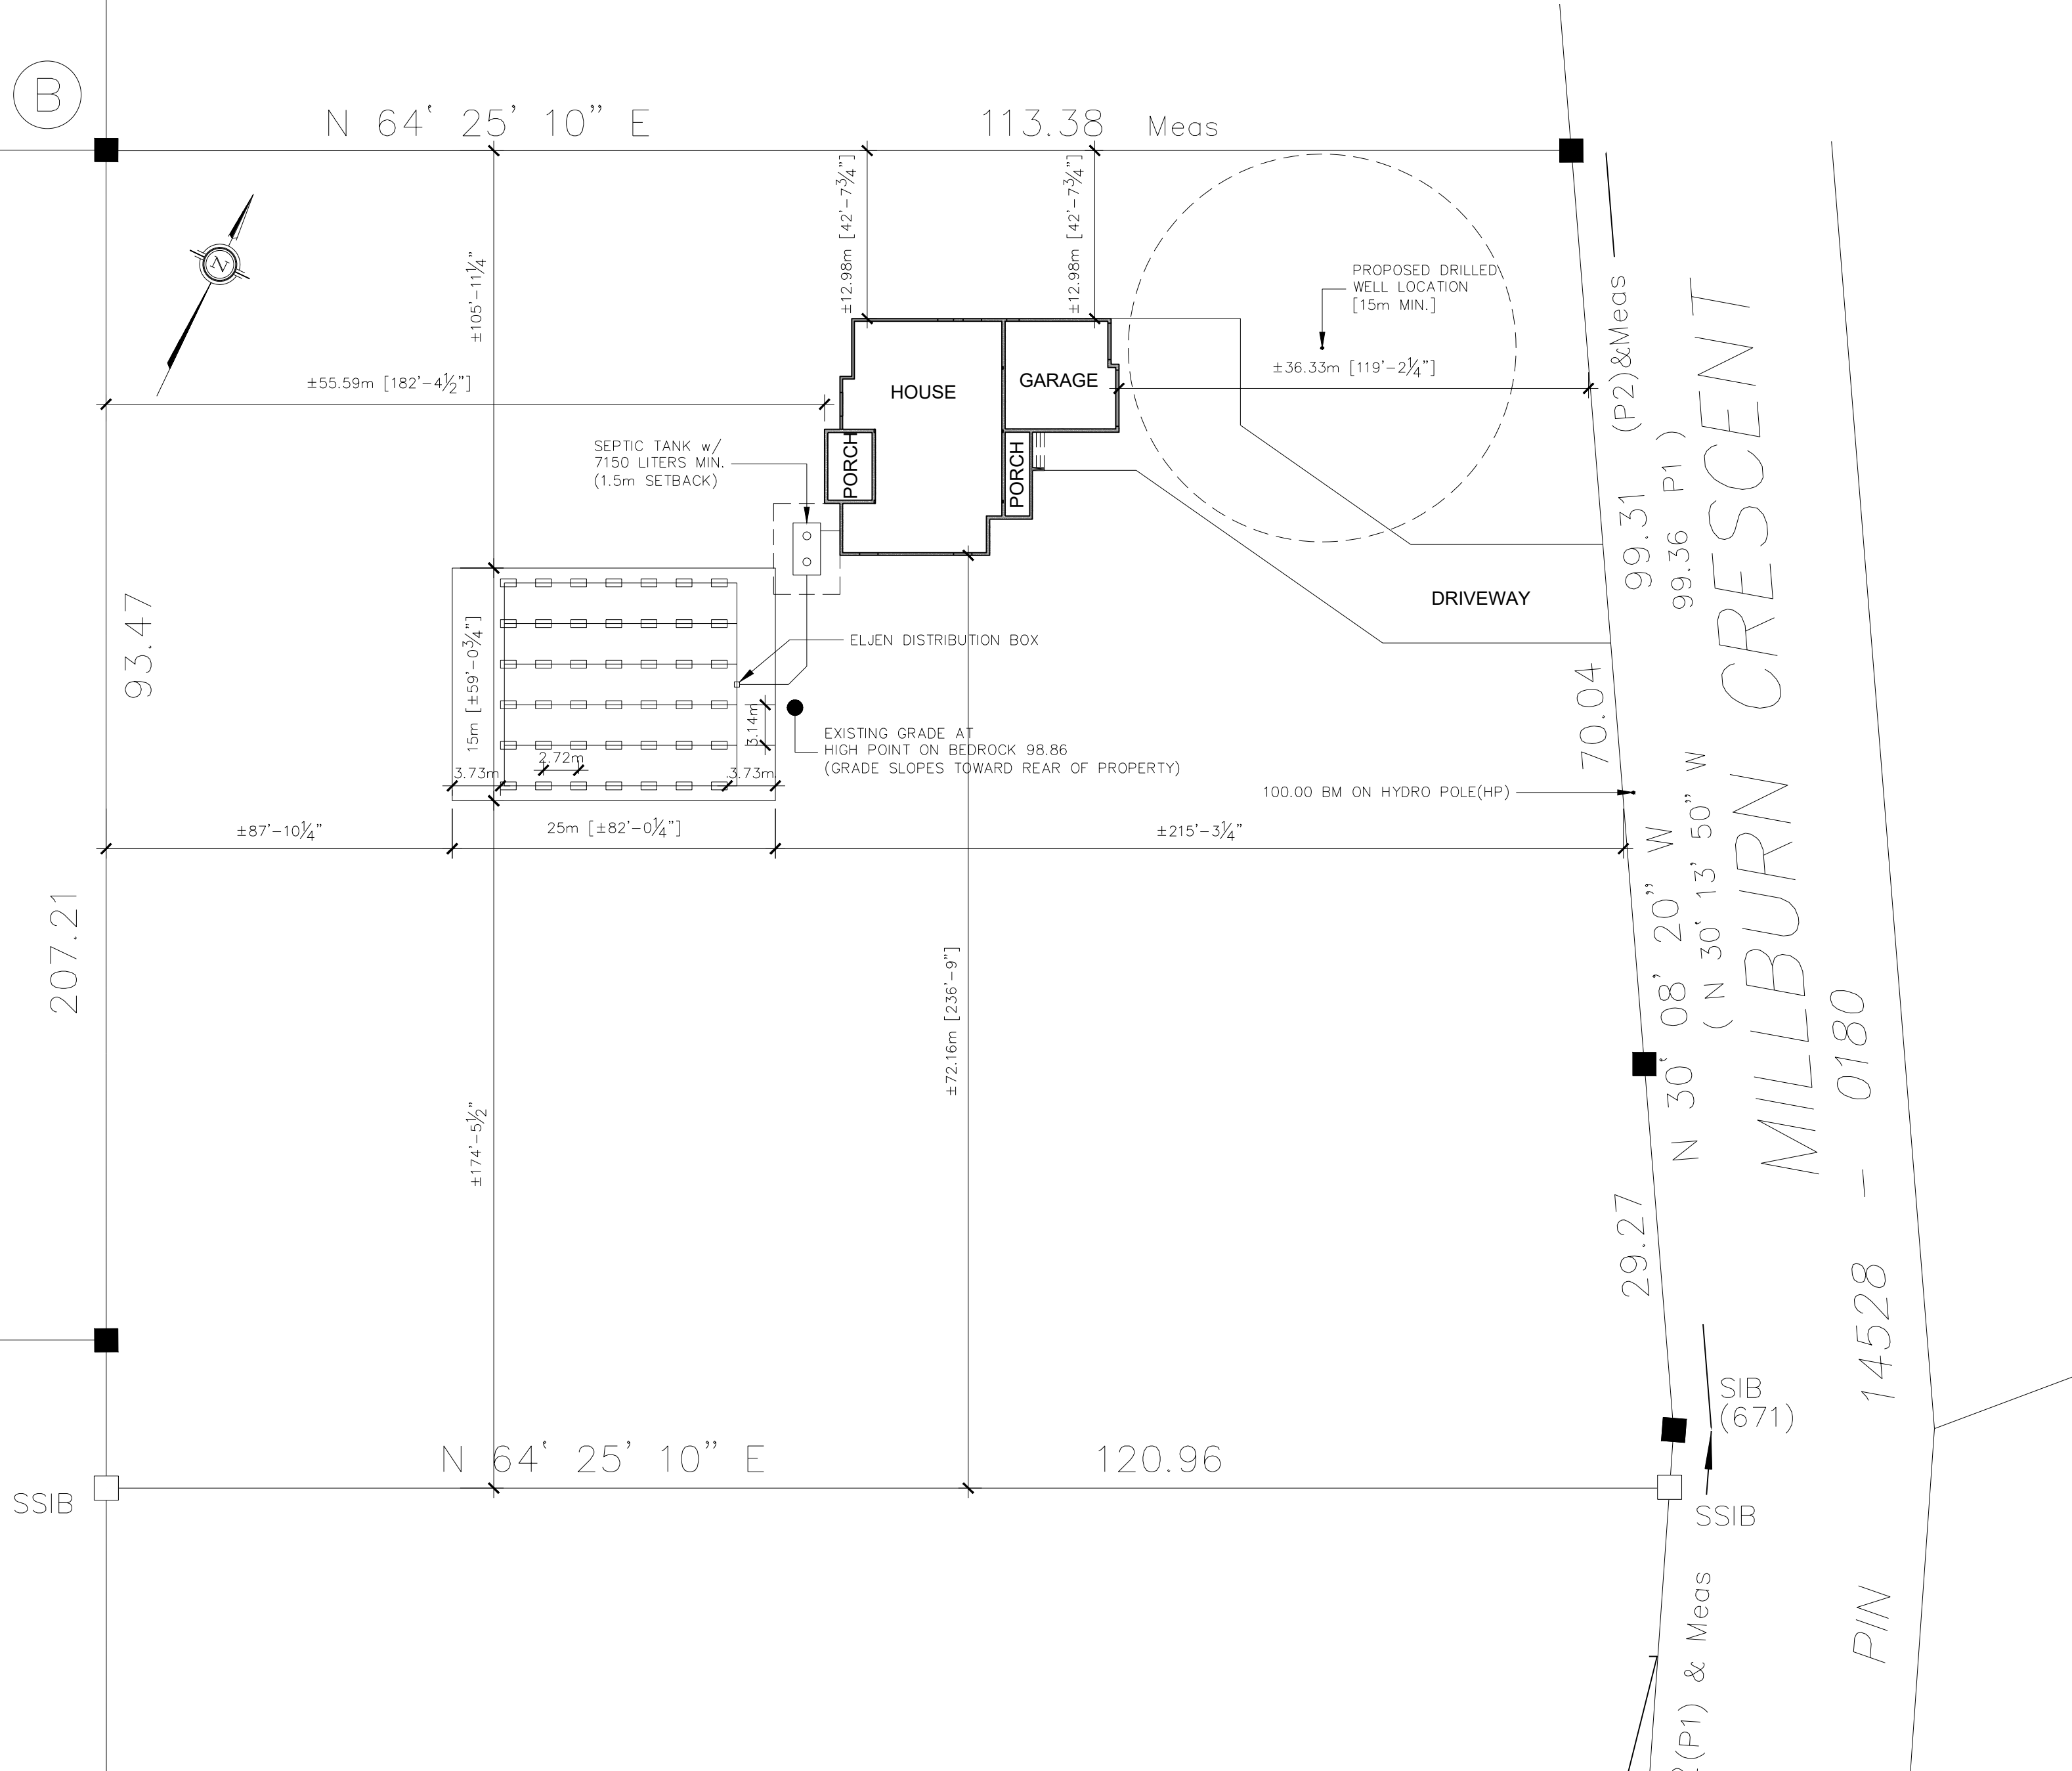 B
N 64‛ 25’ 10” E
113.38 Meas
±12.98m [42’-7¾”]
±12.98m [42’-7¾”]
±105’-11¼”
N
PROPOSED DRILLED
WELL LOCATION
[15m MIN.]
±36.33m [119’-2¼”]
±55.59m [182’-4½”]
HOUSE
GARAGE
PORCH
PORCH
SEPTIC TANK w/
7150 LITERS MIN.
(1.5m SETBACK)
99.31 (P2)&Meas
99.36 P1 )
MILLBURN CRESCENT
DRIVEWAY
93.47
15m [±59’-0¾”]
ELJEN DISTRIBUTION BOX
3.14m
EXISTING GRADE AT
HIGH POINT ON BEDROCK 98.86
(GRADE SLOPES TOWARD REAR OF PROPERTY)
2.72m
3.73m
3.73m
70.04
100.00 BM ON HYDRO POLE(HP)
±87’-10¼”
25m [±82’-0¼”]
±215’-3¼”
207.21
N 30‛ 08’ 20” W
(N 30‛ 13’ 50” W
±72.16m [236’-9”]
±174’-5½”
29.27
PIN 14528 - 0180
SIB
(671)
N 64‛ 25’ 10” E
120.96
SSIB
SSIB
(P1) & Meas